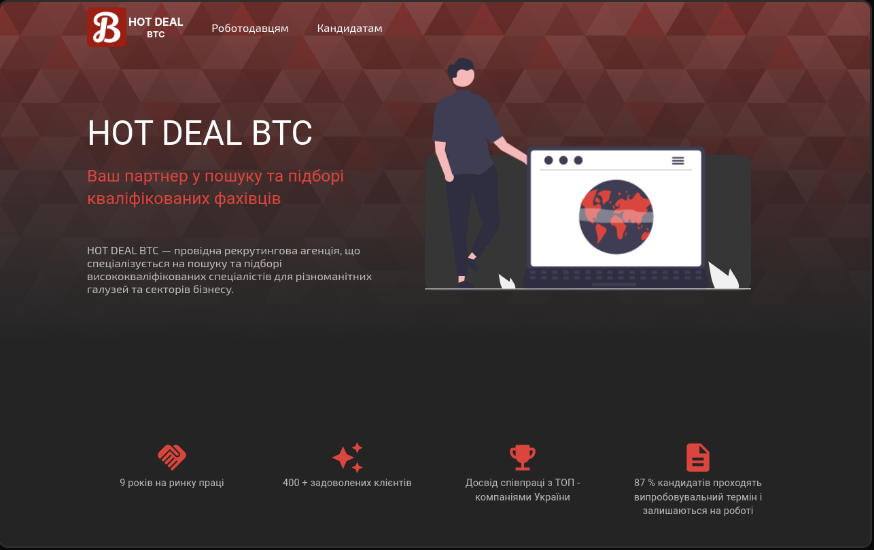 B
HOT DEAL
BTC
Роботодавцям
Кандидатам
HOT DEAL BTC
Ваш партнер у пошуку та підборі
кваліфікованих фахівців
HOT DEAL BTC — провідна рекрутингова агенція, що
спеціалізується на пошуку та підборі
висококваліфікованих спеціалістів для різноманітних
галузей та секторів бізнесу.
9 років на ринку праці
400 + задоволених клієнтів
Досвід співпраці з ТОП -
компаніями України
87 % кандидатів проходять
випробовувальний термін і
залишаються на роботі